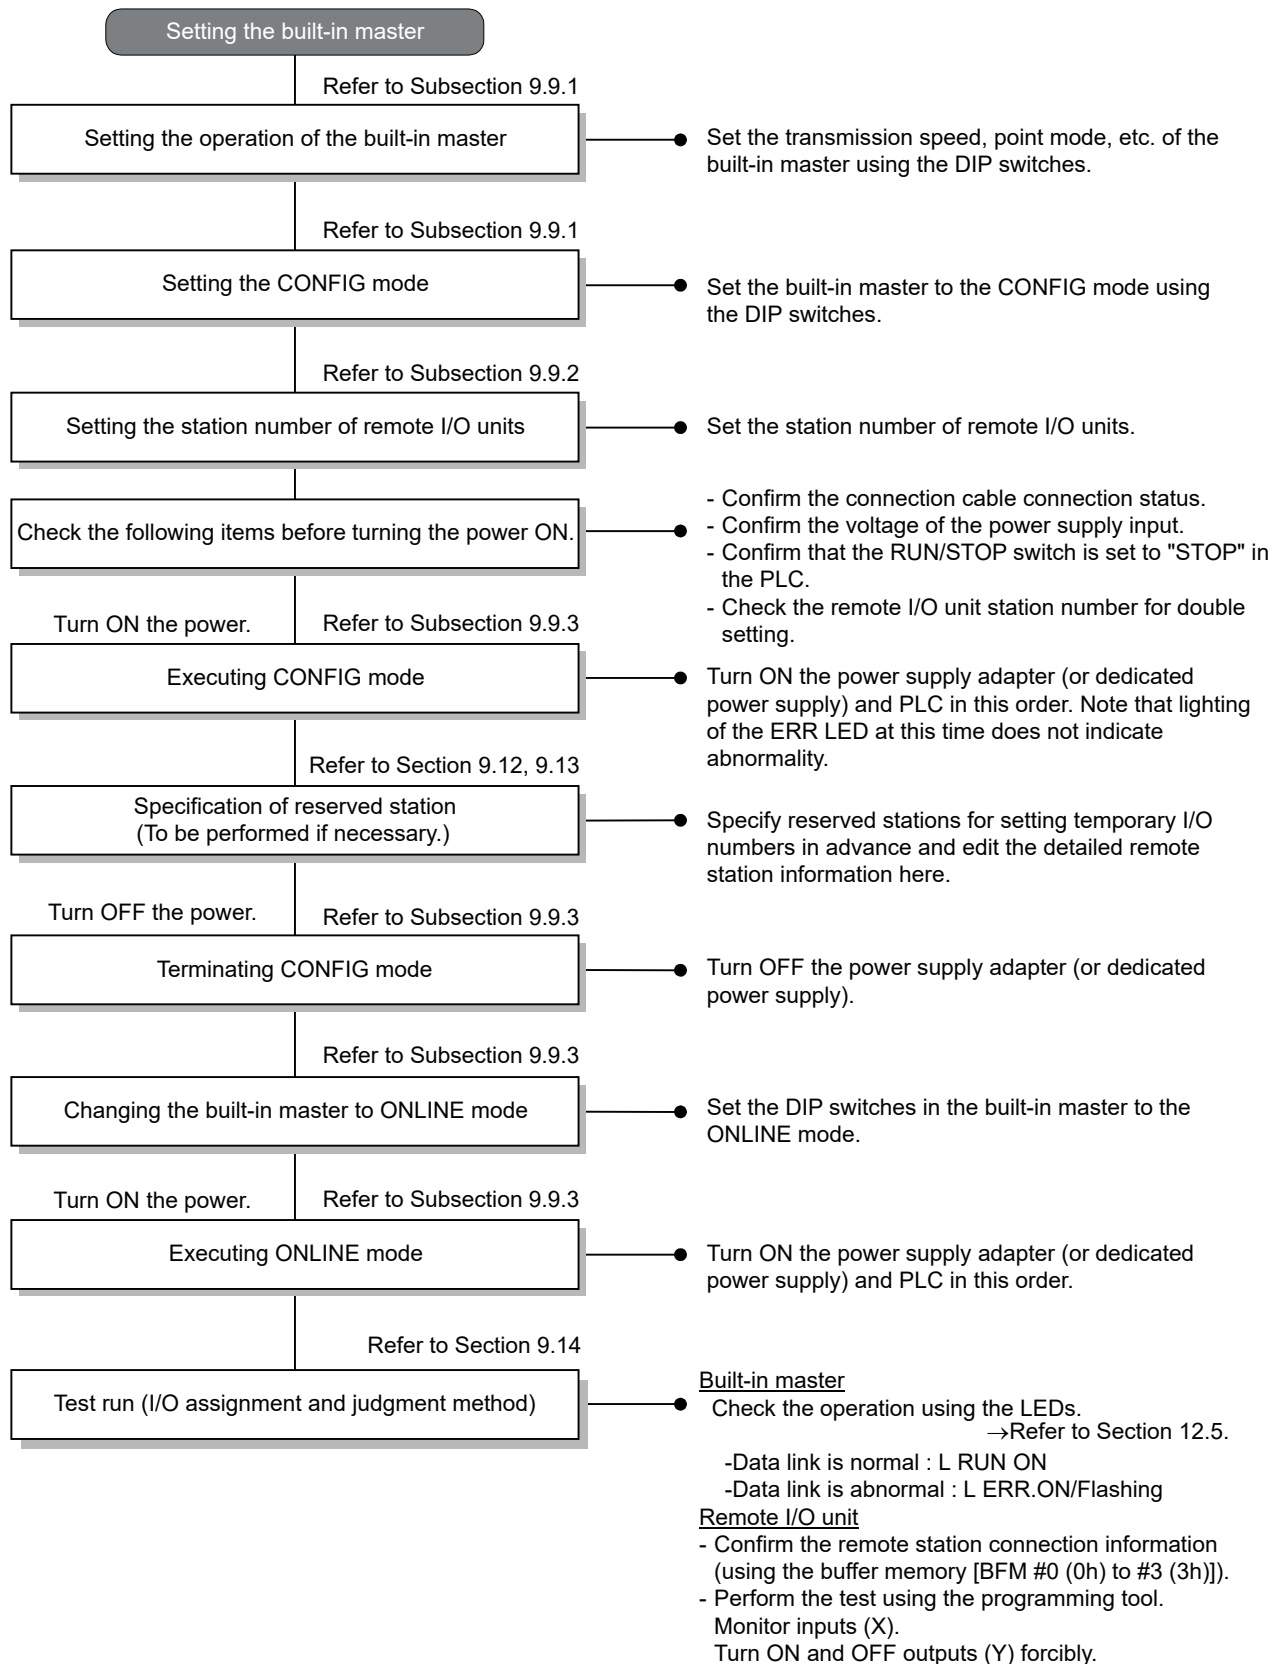 Setting the built-in master
Refer to Subsection 9.9.1
Setting the operation of the built-in master
Set the transmission speed, point mode, etc. of the
built-in master using the DIP switches.
Refer to Subsection 9.9.1
Setting the CONFIG mode
Set the built-in master to the CONFIG mode using
the DIP switches.
Refer to Subsection 9.9.2
Setting the station number of remote I/O units
Set the station number of remote I/O units.
Check the following items before turning the power ON.
- Confirm the connection cable connection status.
- Confirm the voltage of the power supply input.
- Confirm that the RUN/STOP switch is set to "STOP" in
the PLC.
- Check the remote I/O unit station number for double
setting.
Turn ON the power.
Refer to Subsection 9.9.3
Executing CONFIG mode
Turn ON the power supply adapter (or dedicated
power supply) and PLC in this order. Note that lighting
of the ERR LED at this time does not indicate
abnormality.
Refer to Section 9.12, 9.13
Specification of reserved station
(To be performed if necessary.)
Specify reserved stations for setting temporary I/O
numbers in advance and edit the detailed remote
station information here.
Turn OFF the power.
Refer to Subsection 9.9.3
Terminating CONFIG mode
Turn OFF the power supply adapter (or dedicated
power supply).
Refer to Subsection 9.9.3
Changing the built-in master to ONLINE mode
Set the DIP switches in the built-in master to the
ONLINE mode.
Turn ON the power.
Refer to Subsection 9.9.3
Executing ONLINE mode
Turn ON the power supply adapter (or dedicated
power supply) and PLC in this order.
Refer to Section 9.14
Test run (I/O assignment and judgment method)
Built-in master
Check the operation using the LEDs.
→Refer to Section 12.5.
-Data link is normal : L RUN ON
-Data link is abnormal : L ERR.ON/Flashing
Remote I/O unit
- Confirm the remote station connection information
(using the buffer memory [BFM #0 (0h) to #3 (3h)]).
- Perform the test using the programming tool.
Monitor inputs (X).
Turn ON and OFF outputs (Y) forcibly.